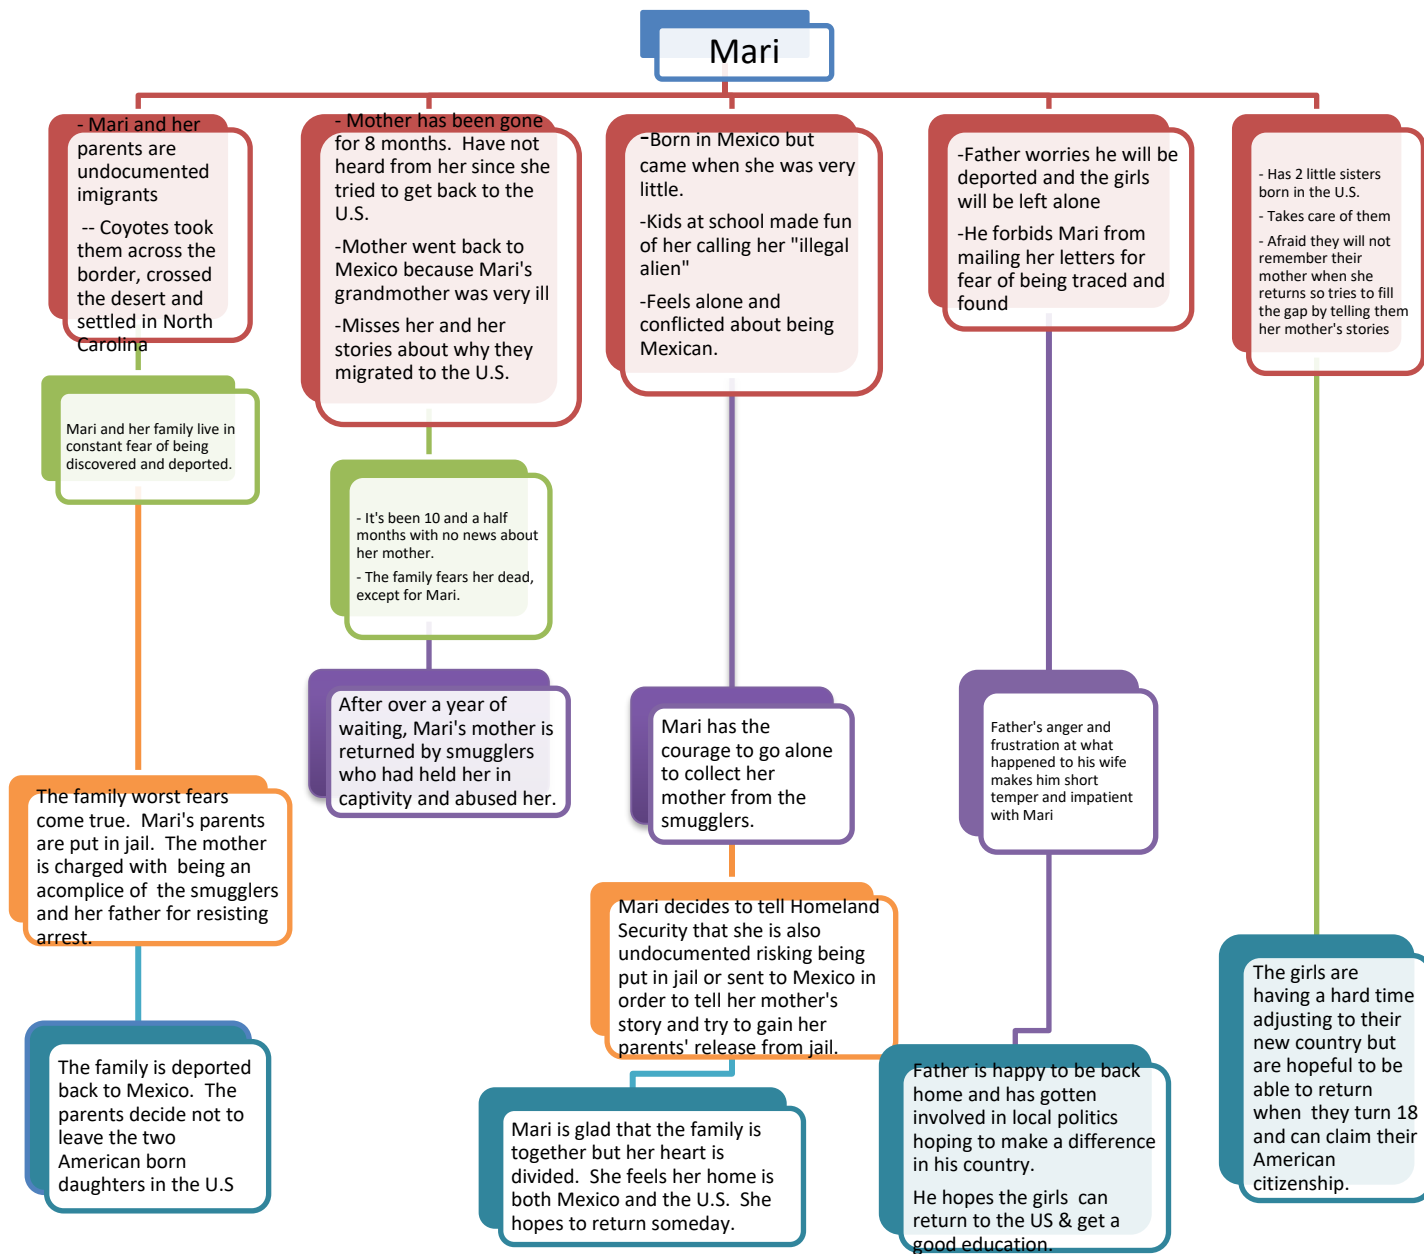 Mari
- Mari and her
parents are
undocumented
imigrants
-- Coyotes took
them across the
border, crossed
the desert and
settled in North
Carolina
- Mother has been gone
for 8 months.  Have not
heard from her since she
tried to get back to the
U.S.
-Mother went back to
Mexico because Mari's
grandmother was very ill
-Misses her and her
stories about why they
migrated to the U.S.
-Born in Mexico but
came when she was very
little.
-Kids at school made fun
of her calling her "illegal
alien"
-Feels alone and
conflicted about being
Mexican.
-Father worries he will be
deported and the girls
will be left alone
-He forbids Mari from
mailing her letters for
fear of being traced and
found
- Has 2 little sisters
born in the U.S.
- Takes care of them
- Afraid they will not
remember their
mother when she
returns so tries to fill
the gap by telling them
her mother's stories
Mari and her family live in
constant fear of being
discovered and deported.
- It's been 10 and a half
months with no news about
her mother.
- The family fears her dead,
except for Mari.
After over a year of
waiting, Mari's mother is
returned by smugglers
who had held her in
captivity and abused her.
Mari has the
courage to go alone
to collect her
mother from the
smugglers.
Father's anger and
frustration at what
happened to his wife
makes him short
temper and impatient
with Mari
The family worst fears
come true.  Mari's parents
are put in jail.  The mother
is charged with  being an
acomplice of  the smugglers
and her father for resisting
arrest.
Mari decides to tell Homeland
Security that she is also
undocumented risking being
put in jail or sent to Mexico in
order to tell her mother's
story and try to gain her
parents' release from jail.
The family is deported
back to Mexico.  The
parents decide not to
leave the two
American born
daughters in the U.S
Mari is glad that the family is
together but her heart is
divided.  She feels her home is
both Mexico and the U.S.  She
hopes to return someday.
Father is happy to be back
home and has gotten
involved in local politics
hoping to make a difference
in his country.
He hopes the girls  can
return to the US & get a
good education.
The girls are
having a hard time
adjusting to their
new country but
are hopeful to be
able to return
when  they turn 18
and can claim their
American
citizenship.